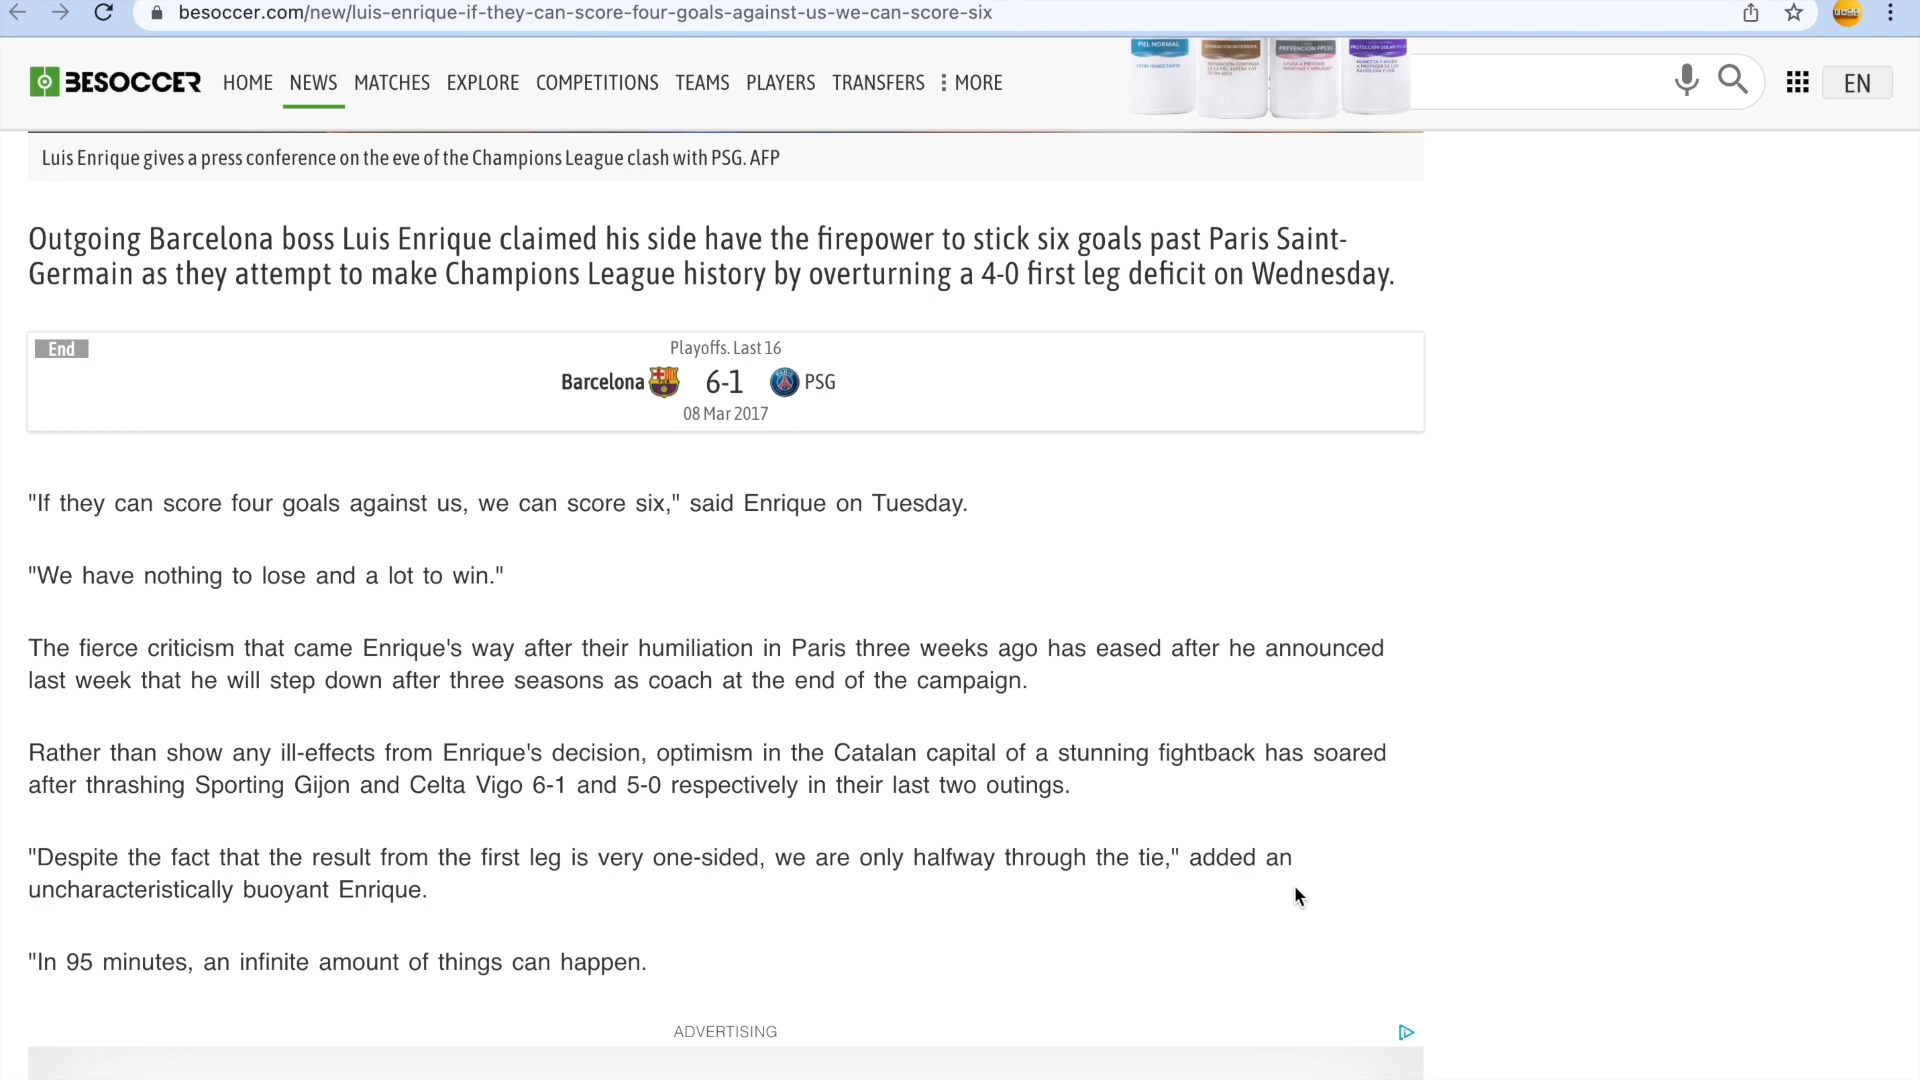 besoccer.com/new/luis-enrique-if-they-can-score-four-goals-against-us-we-can-score-six
BESOCCER HOME NEWS MATCHES EXPLORE COMPETITIONS TEAMS PLAYERS TRANSFERS MORE EN
PIEL NORMAL
PREVENCIÓN FPS30
Luis Enrique gives a press conference on the eve of the Champions League clash with PSG. AFP
Outgoing Barcelona boss Luis Enrique claimed his side have the firepower to stick six goals past Paris Saint-
Germain as they attempt to make Champions League history by overturning a 4-0 first leg deficit on Wednesday.
End
Playoffs. Last 16
Barcelona 6-1 PSG
08 Mar 2017
"If they can score four goals against us, we can score six," said Enrique on Tuesday.
"We have nothing to lose and a lot to win."
The fierce criticism that came Enrique's way after their humiliation in Paris three weeks ago has eased after he announced
last week that he will step down after three seasons as coach at the end of the campaign.
Rather than show any ill-effects from Enrique's decision, optimism in the Catalan capital of a stunning fightback has soared
after thrashing Sporting Gijon and Celta Vigo 6-1 and 5-0 respectively in their last two outings.
"Despite the fact that the result from the first leg is very one-sided, we are only halfway through the tie," added an
uncharacteristically buoyant Enrique.
"In 95 minutes, an infinite amount of things can happen.
ADVERTISING